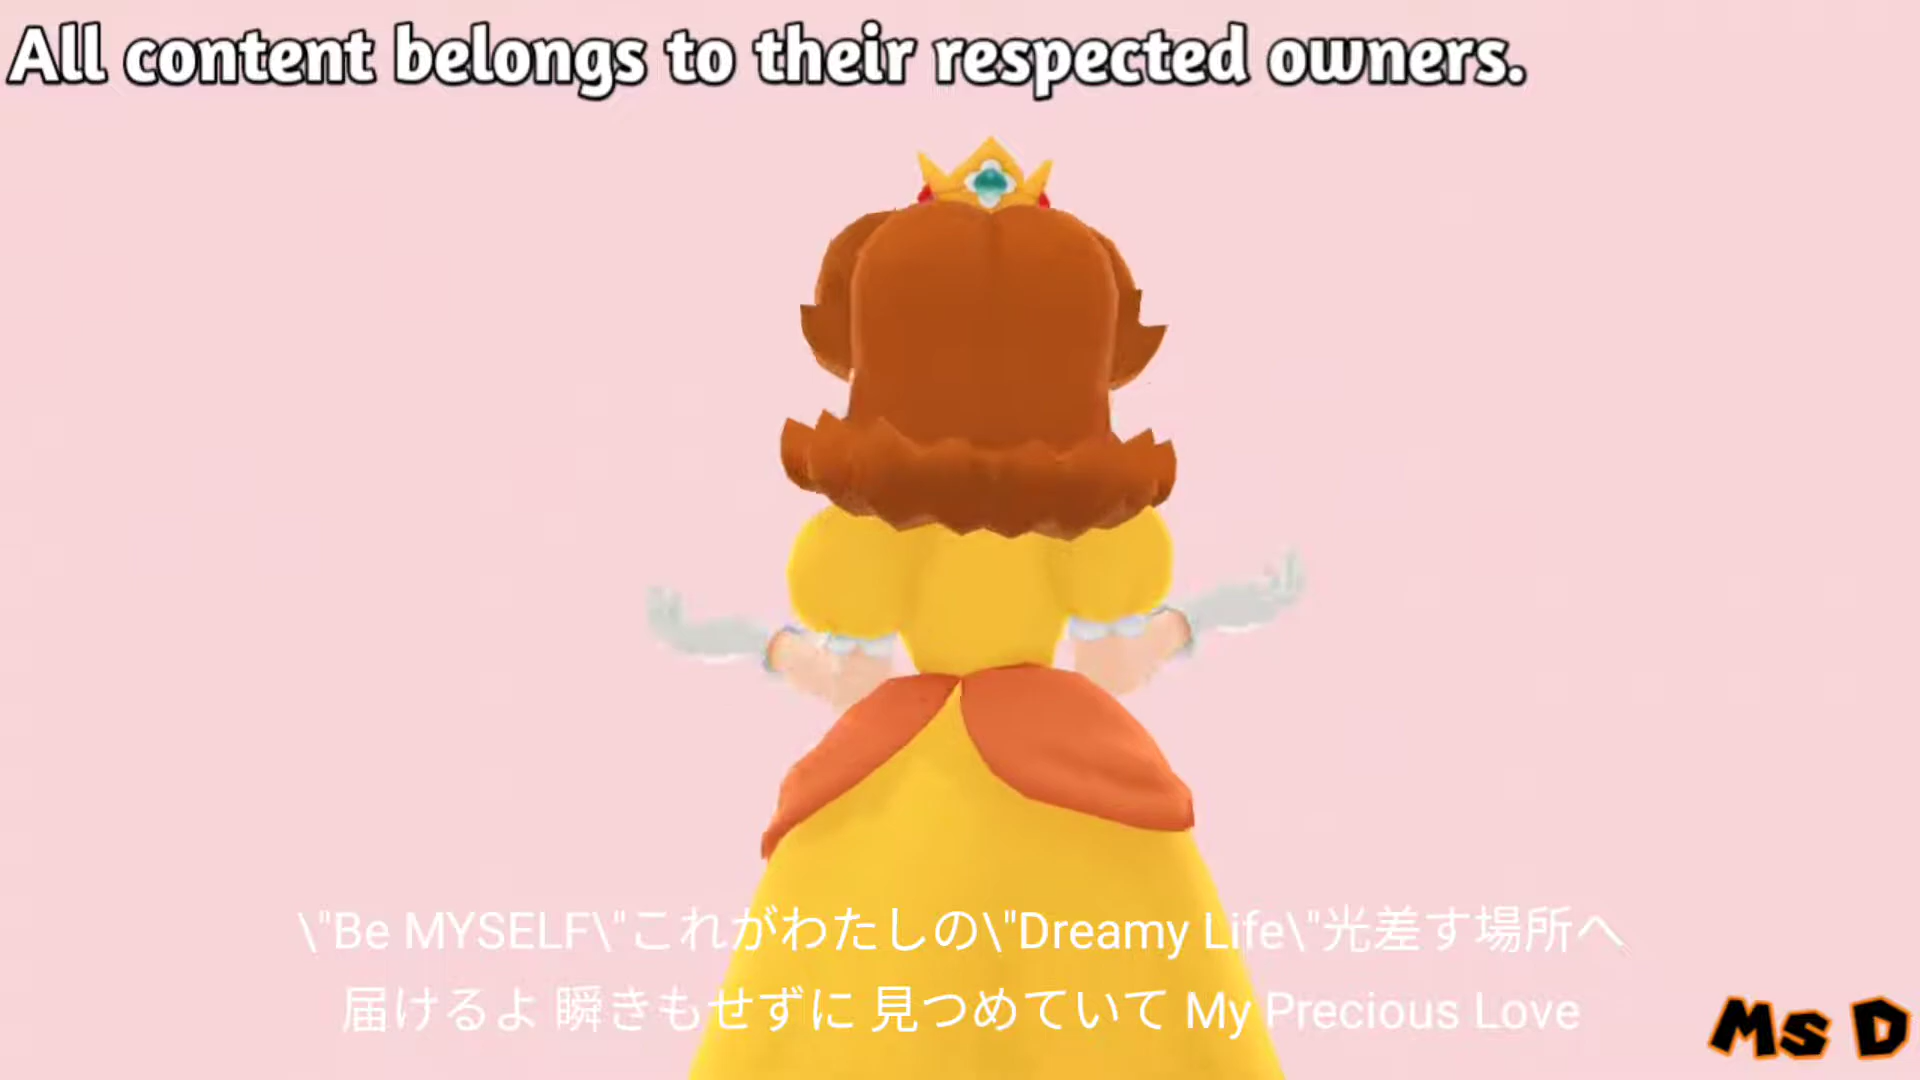 All content belongs to their respected owners.
\"Be MYSELF\"これがわたしの\"Dreamy Life\"光差す場所へ
届けるよ 瞬きもせずに 見つめていて My Precious Love
Ms D